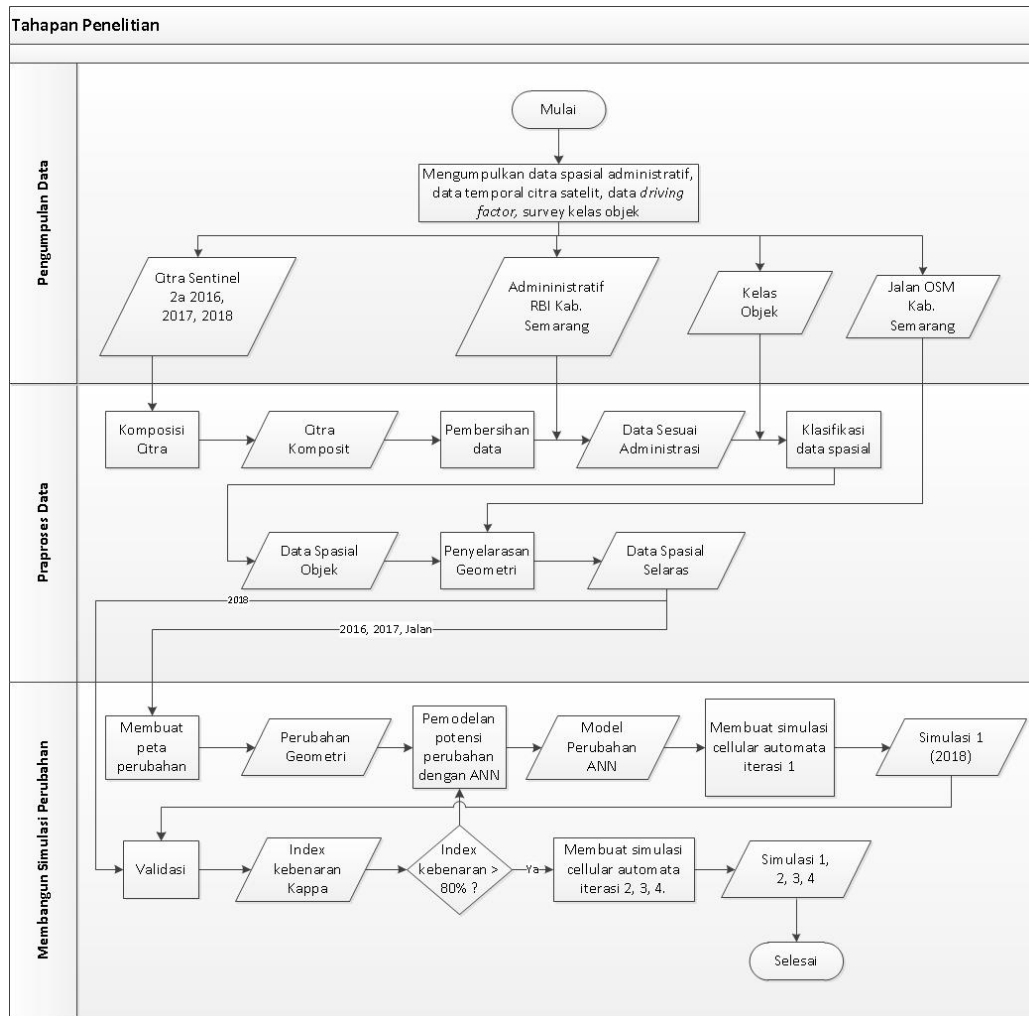 Tahapan Penelitian
Pengumpulan Data
Mulai
Mengumpulkan data spasial administratif,
data temporal citra satelit, data driving
factor, survey kelas objek
Citra Sentinel
2a 2016,
2017, 2018
Admininistratif
RBI Kab.
Semarang
Kelas
Objek
Jalan OSM
Kab.
Semarang
Praproses Data
Komposisi
Citra
Citra
Komposit
Pembersihan
data
Data Sesuai
Administrasi
Klasifikasi
data spasial
Data Spasial
Objek
Penyelarasan
Geometri
Data Spasial
Selaras
2018
2016, 2017, Jalan
Membangun Simulasi Perubahan
Membuat
peta
perubahan
Perubahan
Geometri
Pemodelan
potensi
perubahan
dengan ANN
Model
Perubahan
ANN
Membuat simulasi
cellular automata
iterasi 1
Simulasi 1
(2018)
Validasi
Index
kebenaran
Kappa
Index
kebenaran >
80% ?
Ya
Membuat simulasi
cellular automata
iterasi 2, 3, 4.
Simulasi 1,
2, 3, 4
Selesai